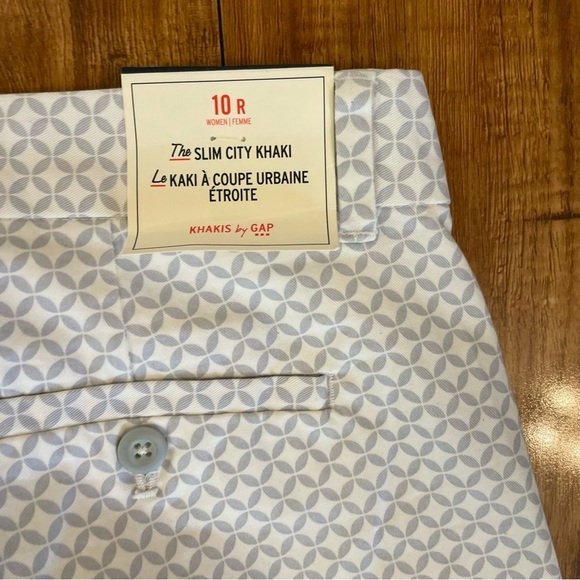 10 R
WOMEN | FEMME
The SLIM CITY KHAKI
Le KAKI À COUPE URBAINE
ÉTROITE
KHAKIS by GAP